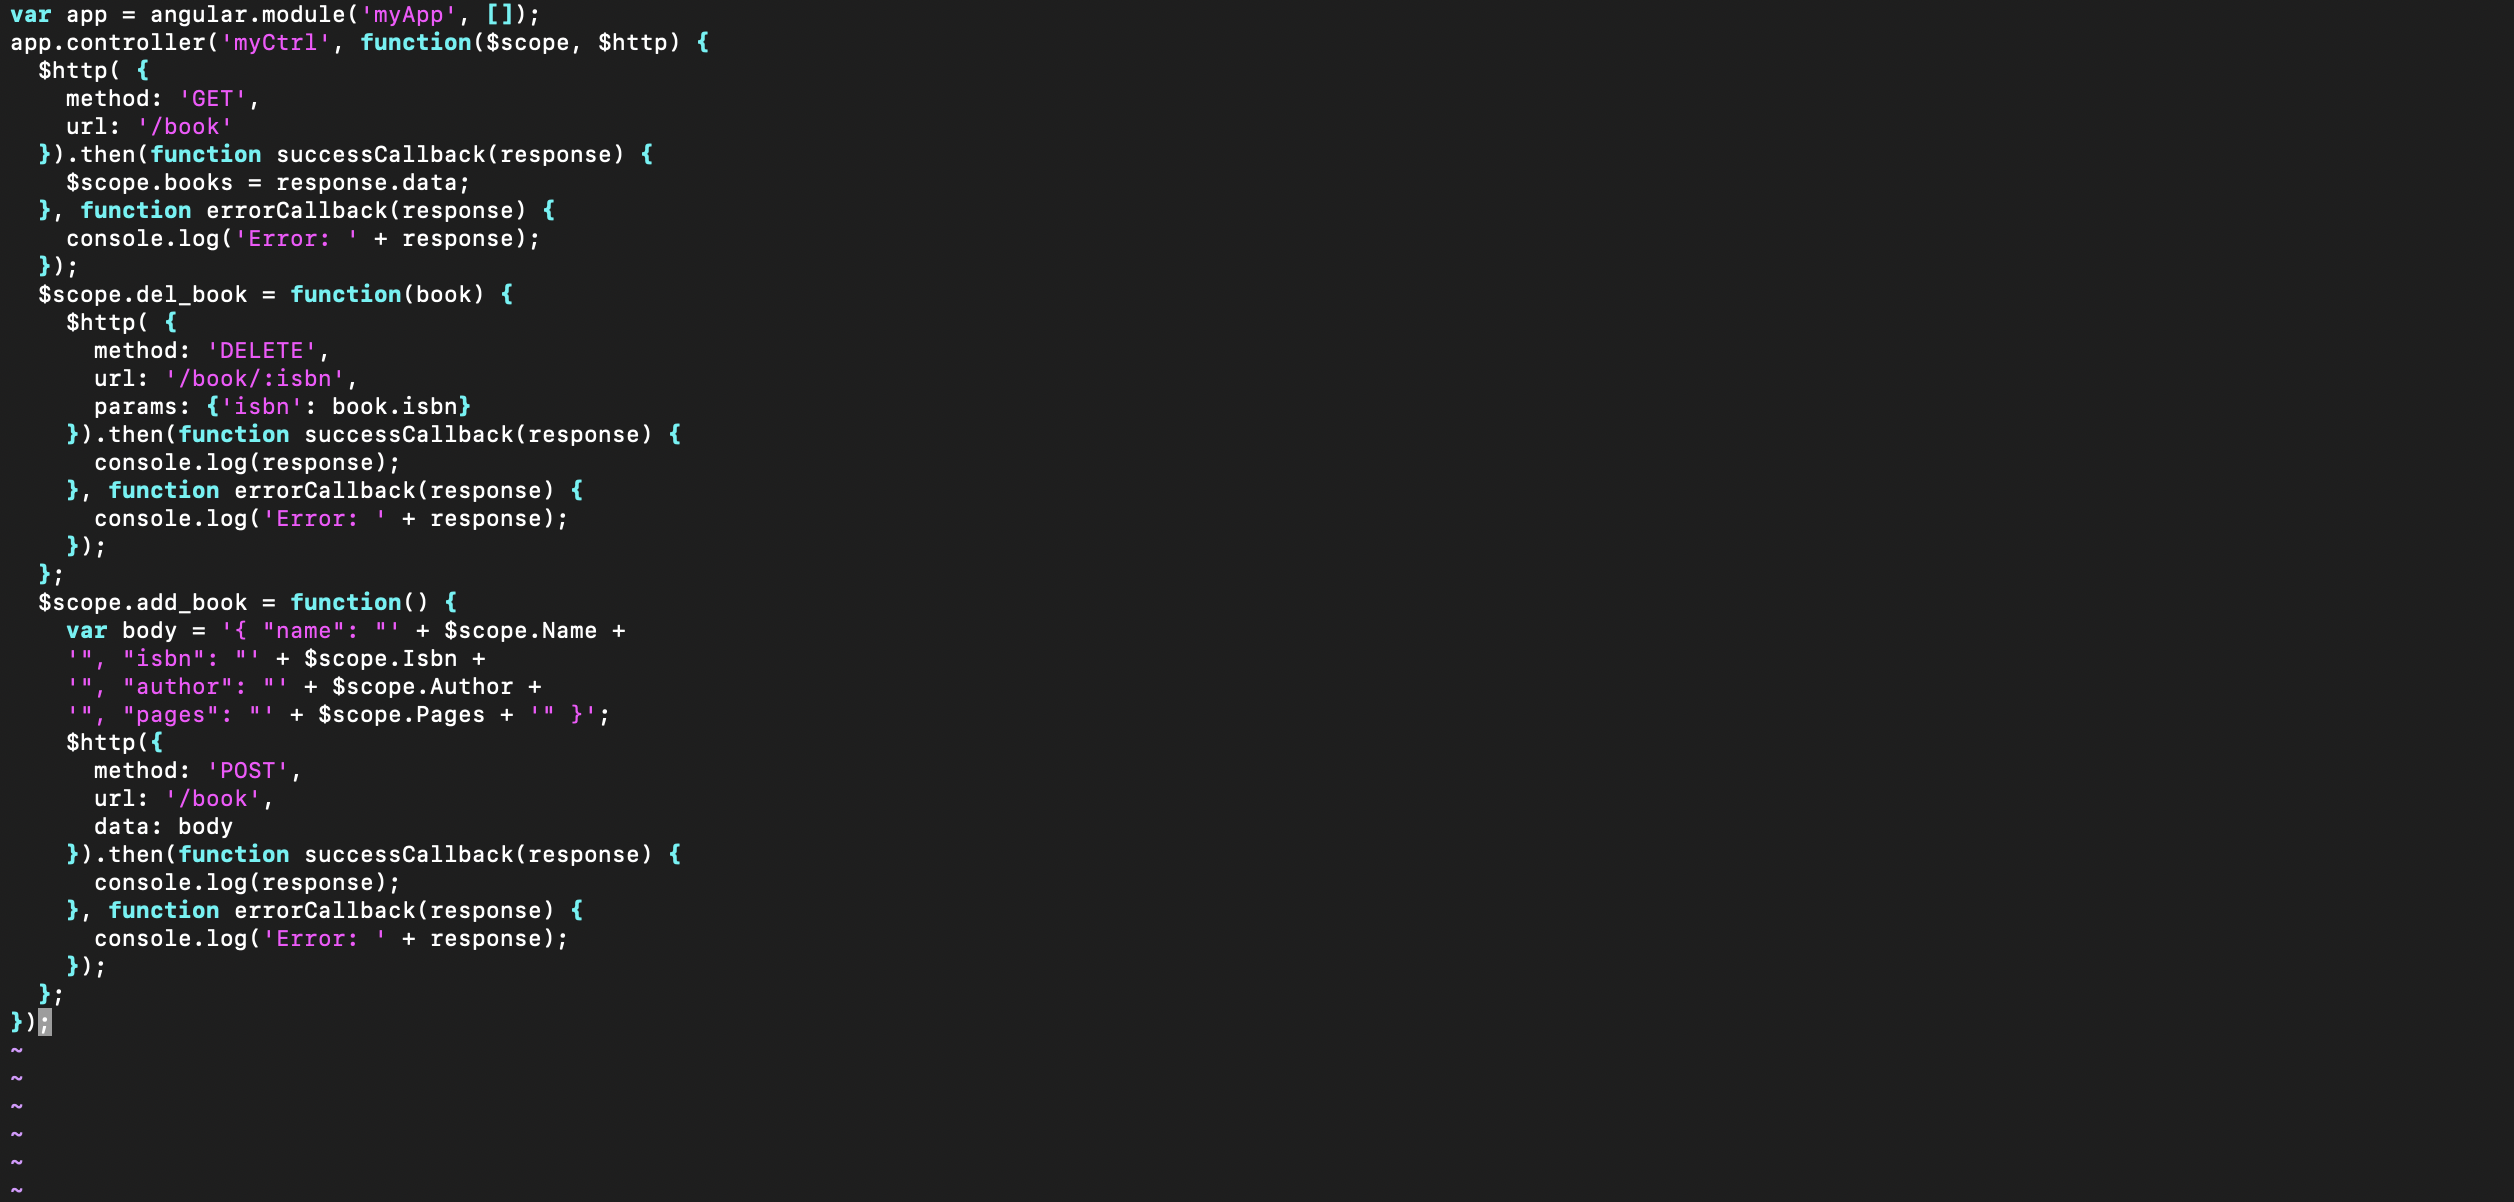 var app = angular.module('myApp', []);
app.controller('myCtrl', function($scope, $http) {
  $http( {
    method: 'GET',
    url: '/book'
  }).then(function successCallback(response) {
    $scope.books = response.data;
  }, function errorCallback(response) {
    console.log('Error: ' + response);
  });
  $scope.del_book = function(book) {
    $http( {
      method: 'DELETE',
      url: '/book/:isbn',
      params: {'isbn': book.isbn}
    }).then(function successCallback(response) {
      console.log(response);
    }, function errorCallback(response) {
      console.log('Error: ' + response);
    });
  };
  $scope.add_book = function() {
    var body = '{ "name": "' + $scope.Name +
    '", "isbn": "' + $scope.Isbn +
    '", "author": "' + $scope.Author +
    '", "pages": "' + $scope.Pages + '" }';
    $http({
      method: 'POST',
      url: '/book',
      data: body
    }).then(function successCallback(response) {
      console.log(response);
    }, function errorCallback(response) {
      console.log('Error: ' + response);
    });
  };
});
~
~
~
~
~
~